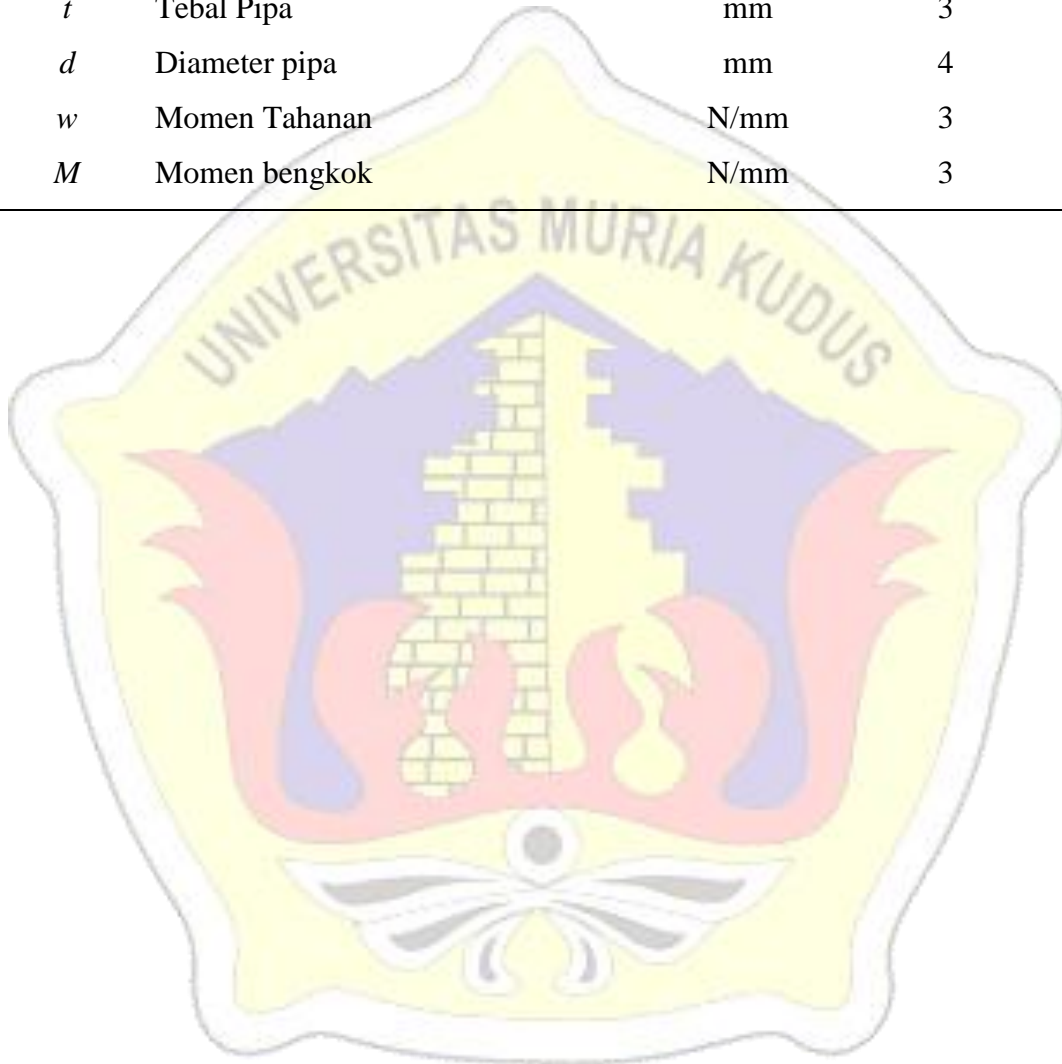 t Tebal Pipa mm 3
d Diameter pipa mm 4
w Momen Tahanan N/mm 3
M Momen bengkok N/mm 3
UNIVERSITAS MURIA KUDUS